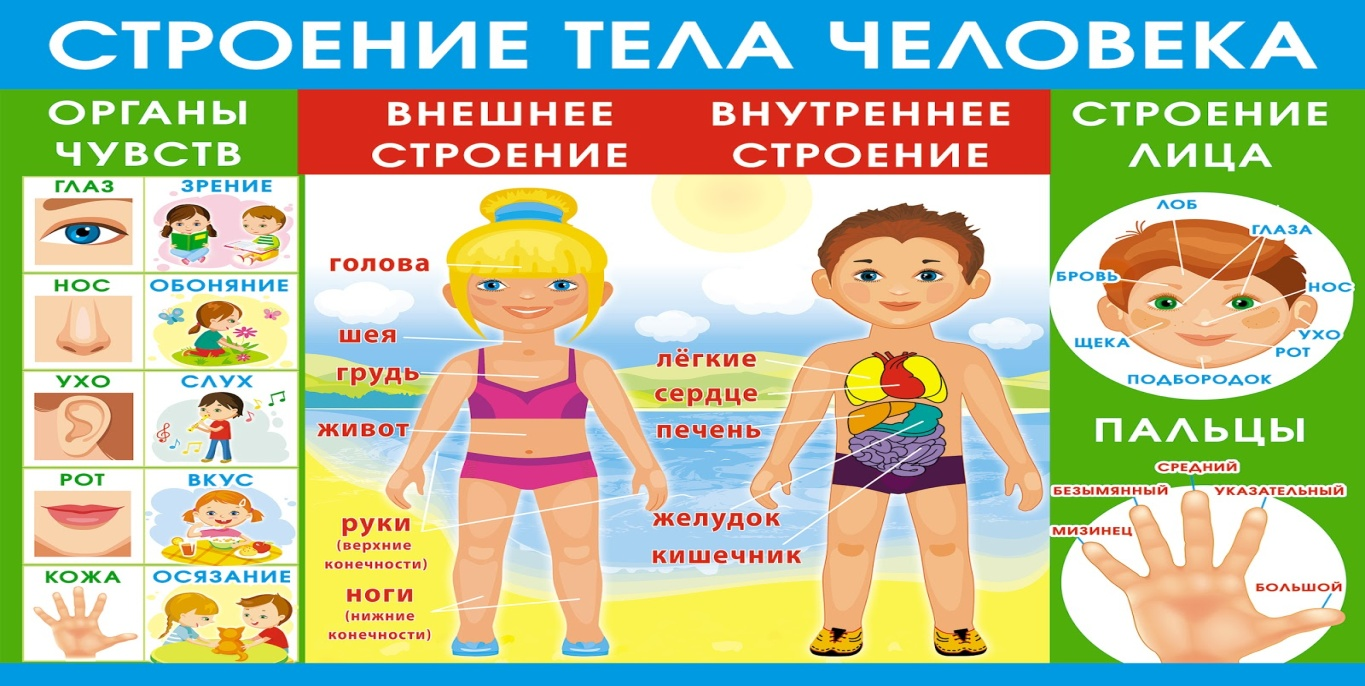 СТРОЕНИЕ ТЕЛА ЧЕЛОВЕКА
ОРГАНЫ
ЧУВСТВ
ГЛАЗ
ЗРЕНИЕ
НОС
ОБОНЯНИЕ
УХО
СЛУХ
РОТ
ВКУС
КОЖА
ОСЯЗАНИЕ
ВНЕШНЕЕ
СТРОЕНИЕ
голова
шея
грудь
живот
руки
(верхние
конечности)
ноги
(нижние
конечности)
ВНУТРЕННЕЕ
СТРОЕНИЕ
лёгкие
сердце
печень
желудок
кишечник
СТРОЕНИЕ
ЛИЦА
ЛОБ
ГЛАЗА
БРОВЬ
НОС
УХО
ЩЕКА
РОТ
ПОДБОРОДОК
ПАЛЬЦЫ
СРЕДНИЙ
БЕЗЫМЯННЫЙ
УКАЗАТЕЛЬНЫЙ
МИЗИНЕЦ
БОЛЬШОЙ